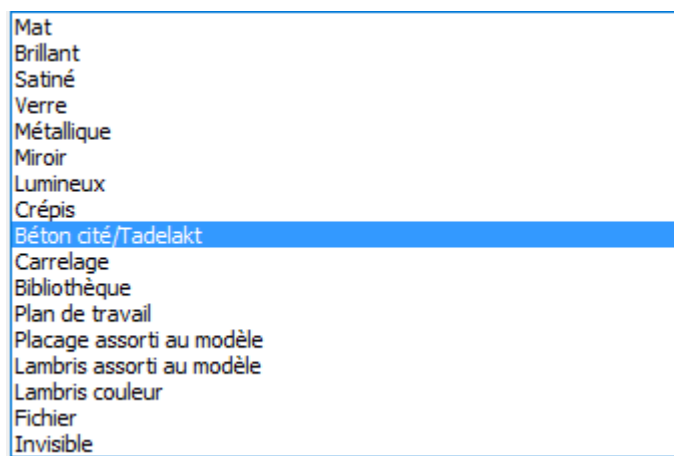 Mat
Brillant
Satiné
Verre
Métallique
Miroir
Lumineux
Crépis
Béton cité/Tadelakt
Carrelage
Bibliothèque
Plan de travail
Placage assorti au modèle
Lambris assorti au modèle
Lambris couleur
Fichier
Invisible